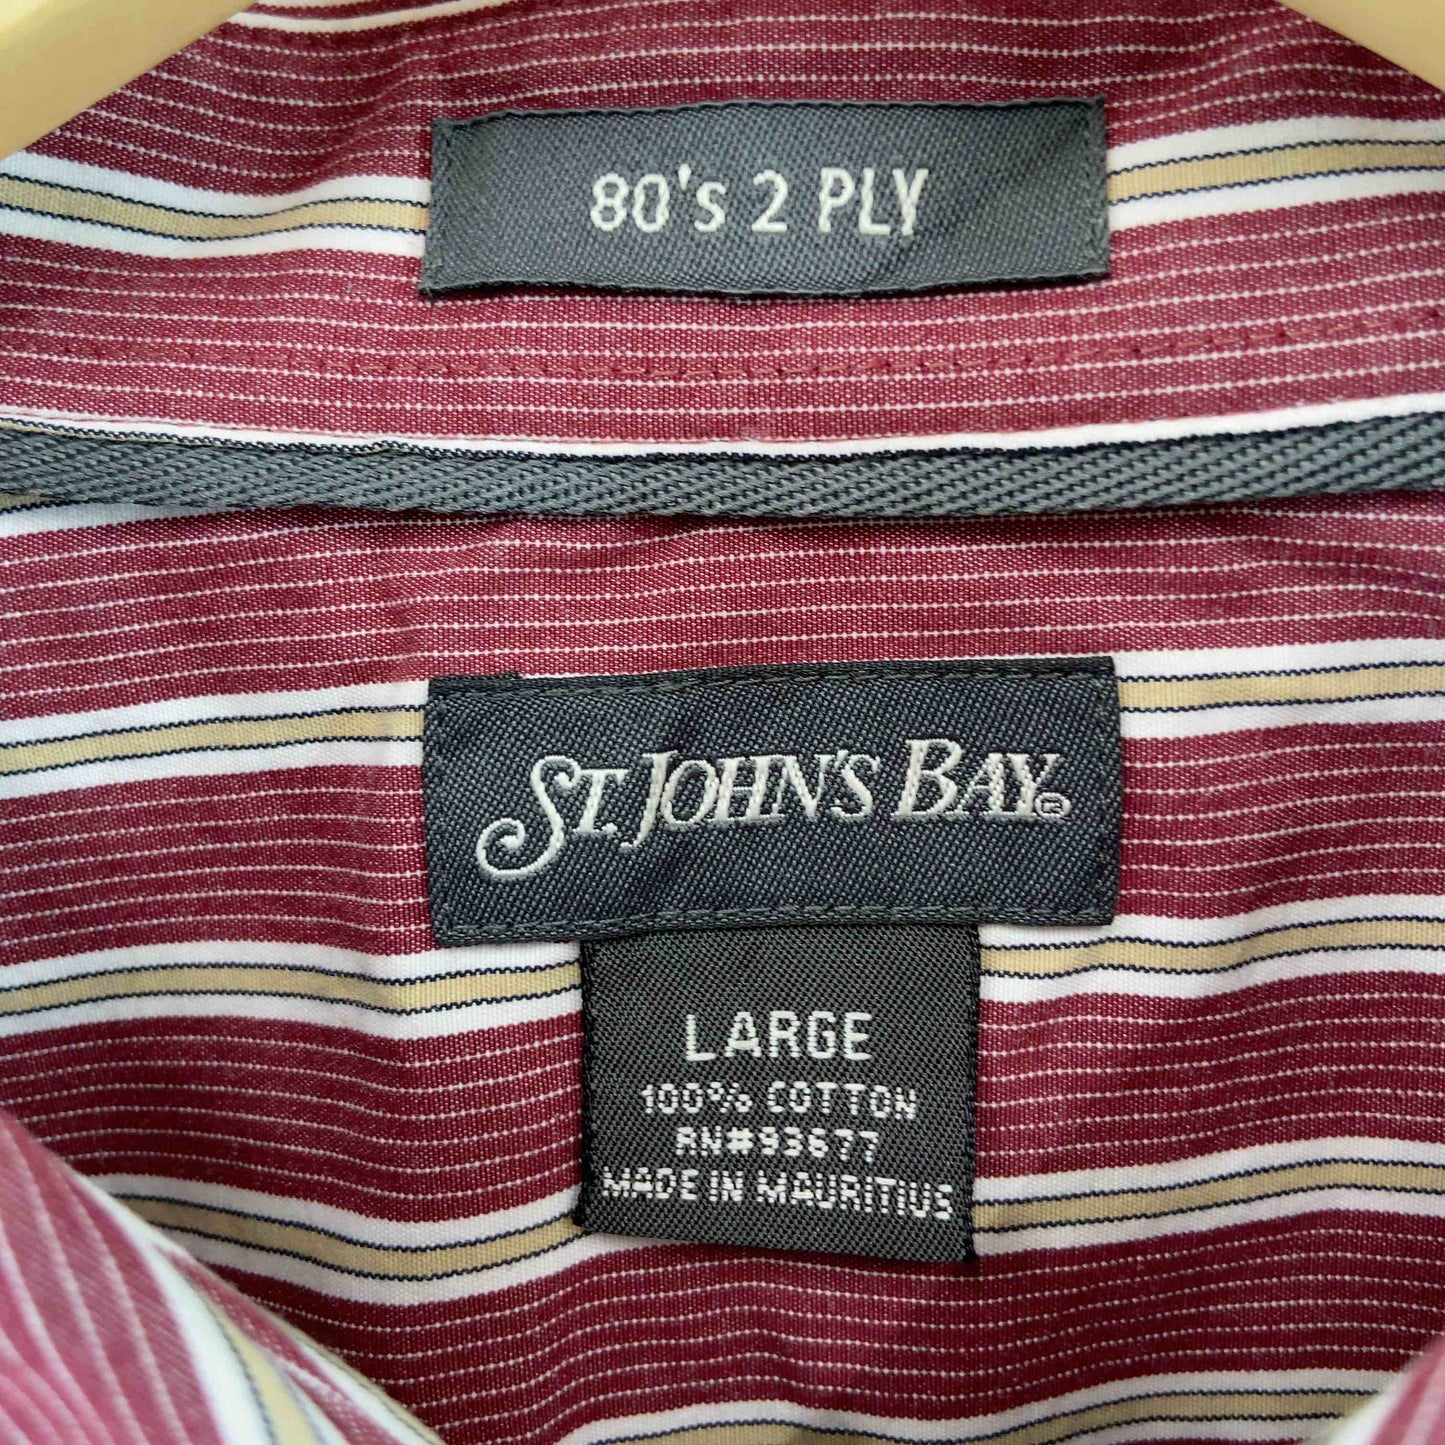 80's 2 PLY
ST. JOHN'S BAY®
LARGE
100% COTTON
RN#93677
MADE IN MAURITIUS